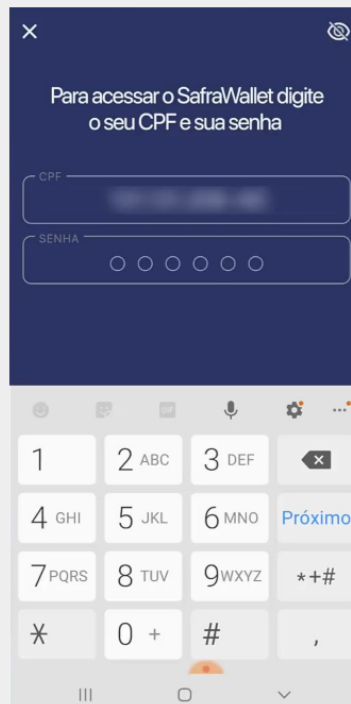 Para acessar o SafraWallet digite
o seu CPF e sua senha
CPF
SENHA
1
2 ABC
3 DEF
4 GHI
5 JKL
6 MNO
Próximo
7 PQRS
8 TUV
9 WXYZ
*+#
*
0 +
#
,